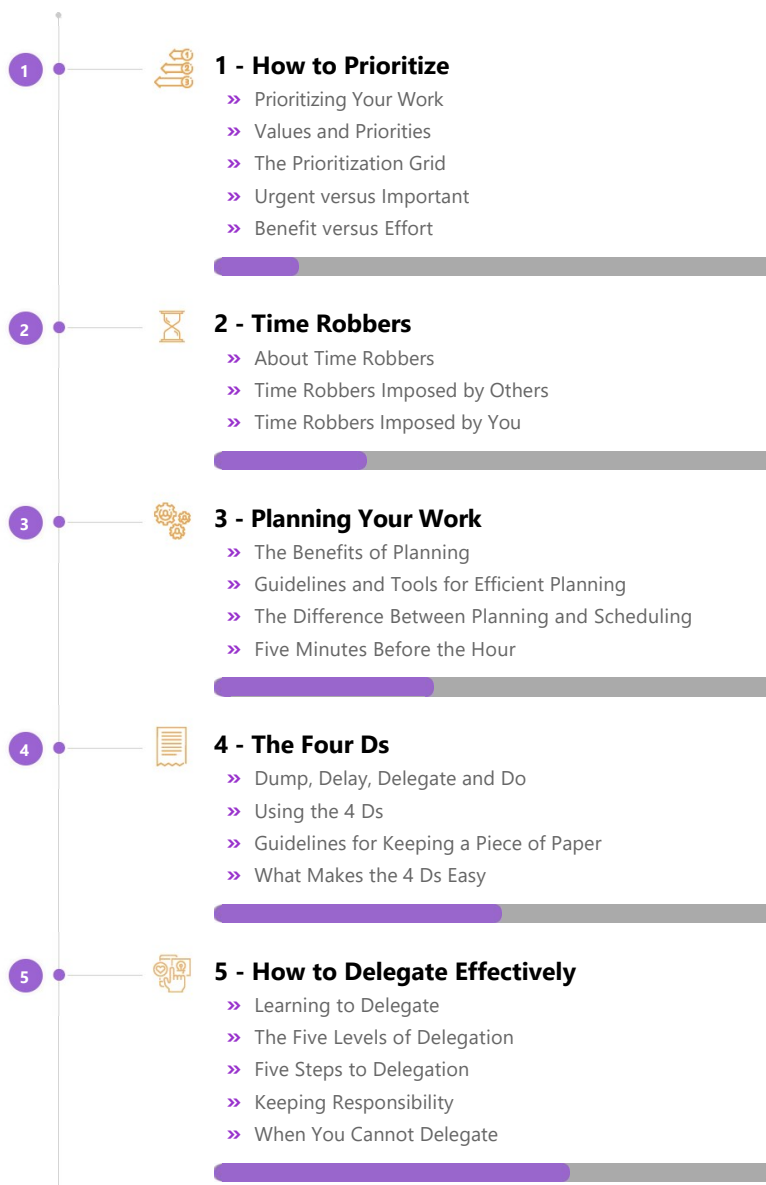 1
1 - How to Prioritize
» Prioritizing Your Work
» Values and Priorities
» The Prioritization Grid
» Urgent versus Important
» Benefit versus Effort
2
2 - Time Robbers
» About Time Robbers
» Time Robbers Imposed by Others
» Time Robbers Imposed by You
3
3 - Planning Your Work
» The Benefits of Planning
» Guidelines and Tools for Efficient Planning
» The Difference Between Planning and Scheduling
» Five Minutes Before the Hour
4
4 - The Four Ds
» Dump, Delay, Delegate and Do
» Using the 4 Ds
» Guidelines for Keeping a Piece of Paper
» What Makes the 4 Ds Easy
5
5 - How to Delegate Effectively
» Learning to Delegate
» The Five Levels of Delegation
» Five Steps to Delegation
» Keeping Responsibility
» When You Cannot Delegate